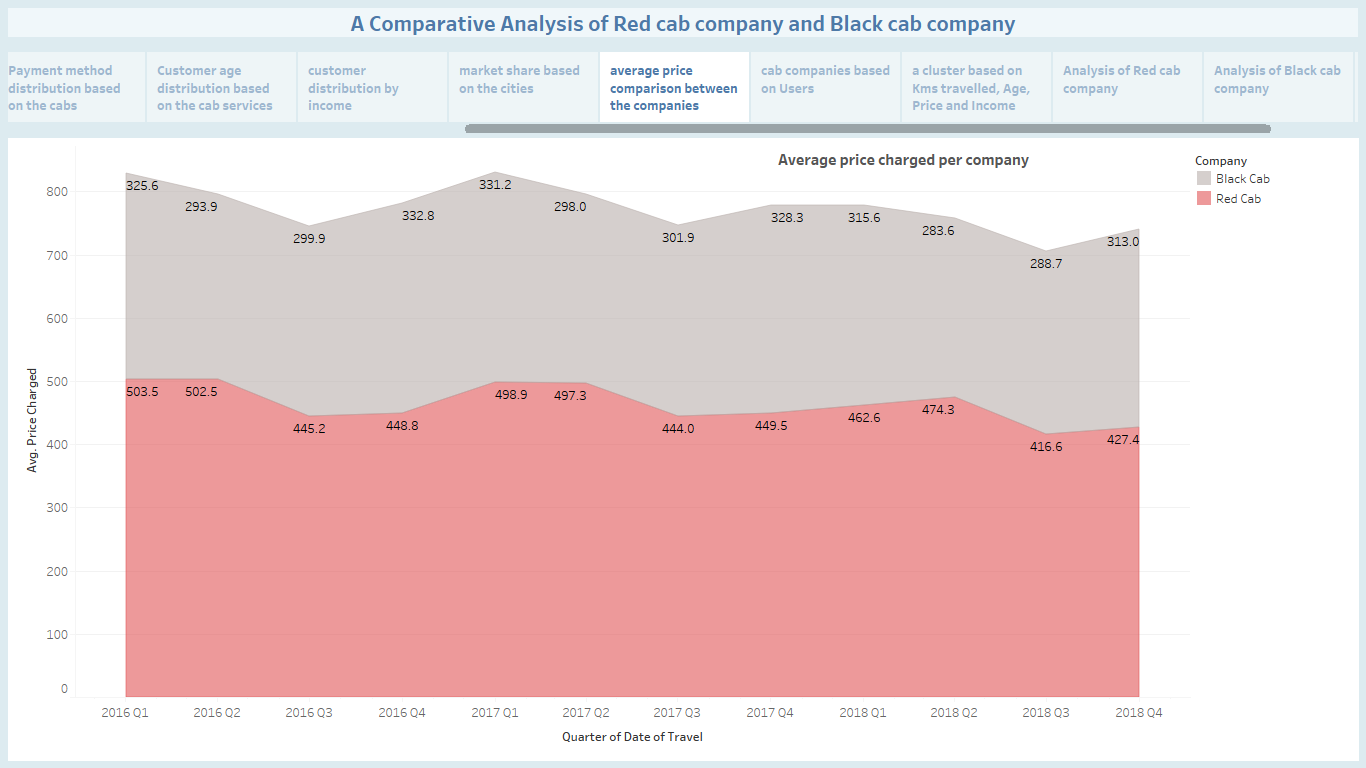 A Comparative Analysis of Red cab company and Black cab company
Payment method
distribution based
on the cabs
Customer age
distribution based
on the cab services
customer
distribution by
income
market share based
on the cities
average price
comparison between
the companies
cab companies based
on Users
a cluster based on
Kms travelled, Age,
Price and Income
Analysis of Red cab
company
Analysis of Black cab
company
Average price charged per company
Company
Black Cab
Red Cab
Avg. Price Charged
800
700
600
500
400
300
200
100
0
325.6
293.9
299.9
332.8
331.2
298.0
301.9
328.3
315.6
283.6
288.7
313.0
503.5
502.5
445.2
448.8
498.9
497.3
444.0
449.5
462.6
474.3
416.6
427.4
2016 Q1
2016 Q2
2016 Q3
2016 Q4
2017 Q1
2017 Q2
2017 Q3
2017 Q4
2018 Q1
2018 Q2
2018 Q3
2018 Q4
Quarter of Date of Travel